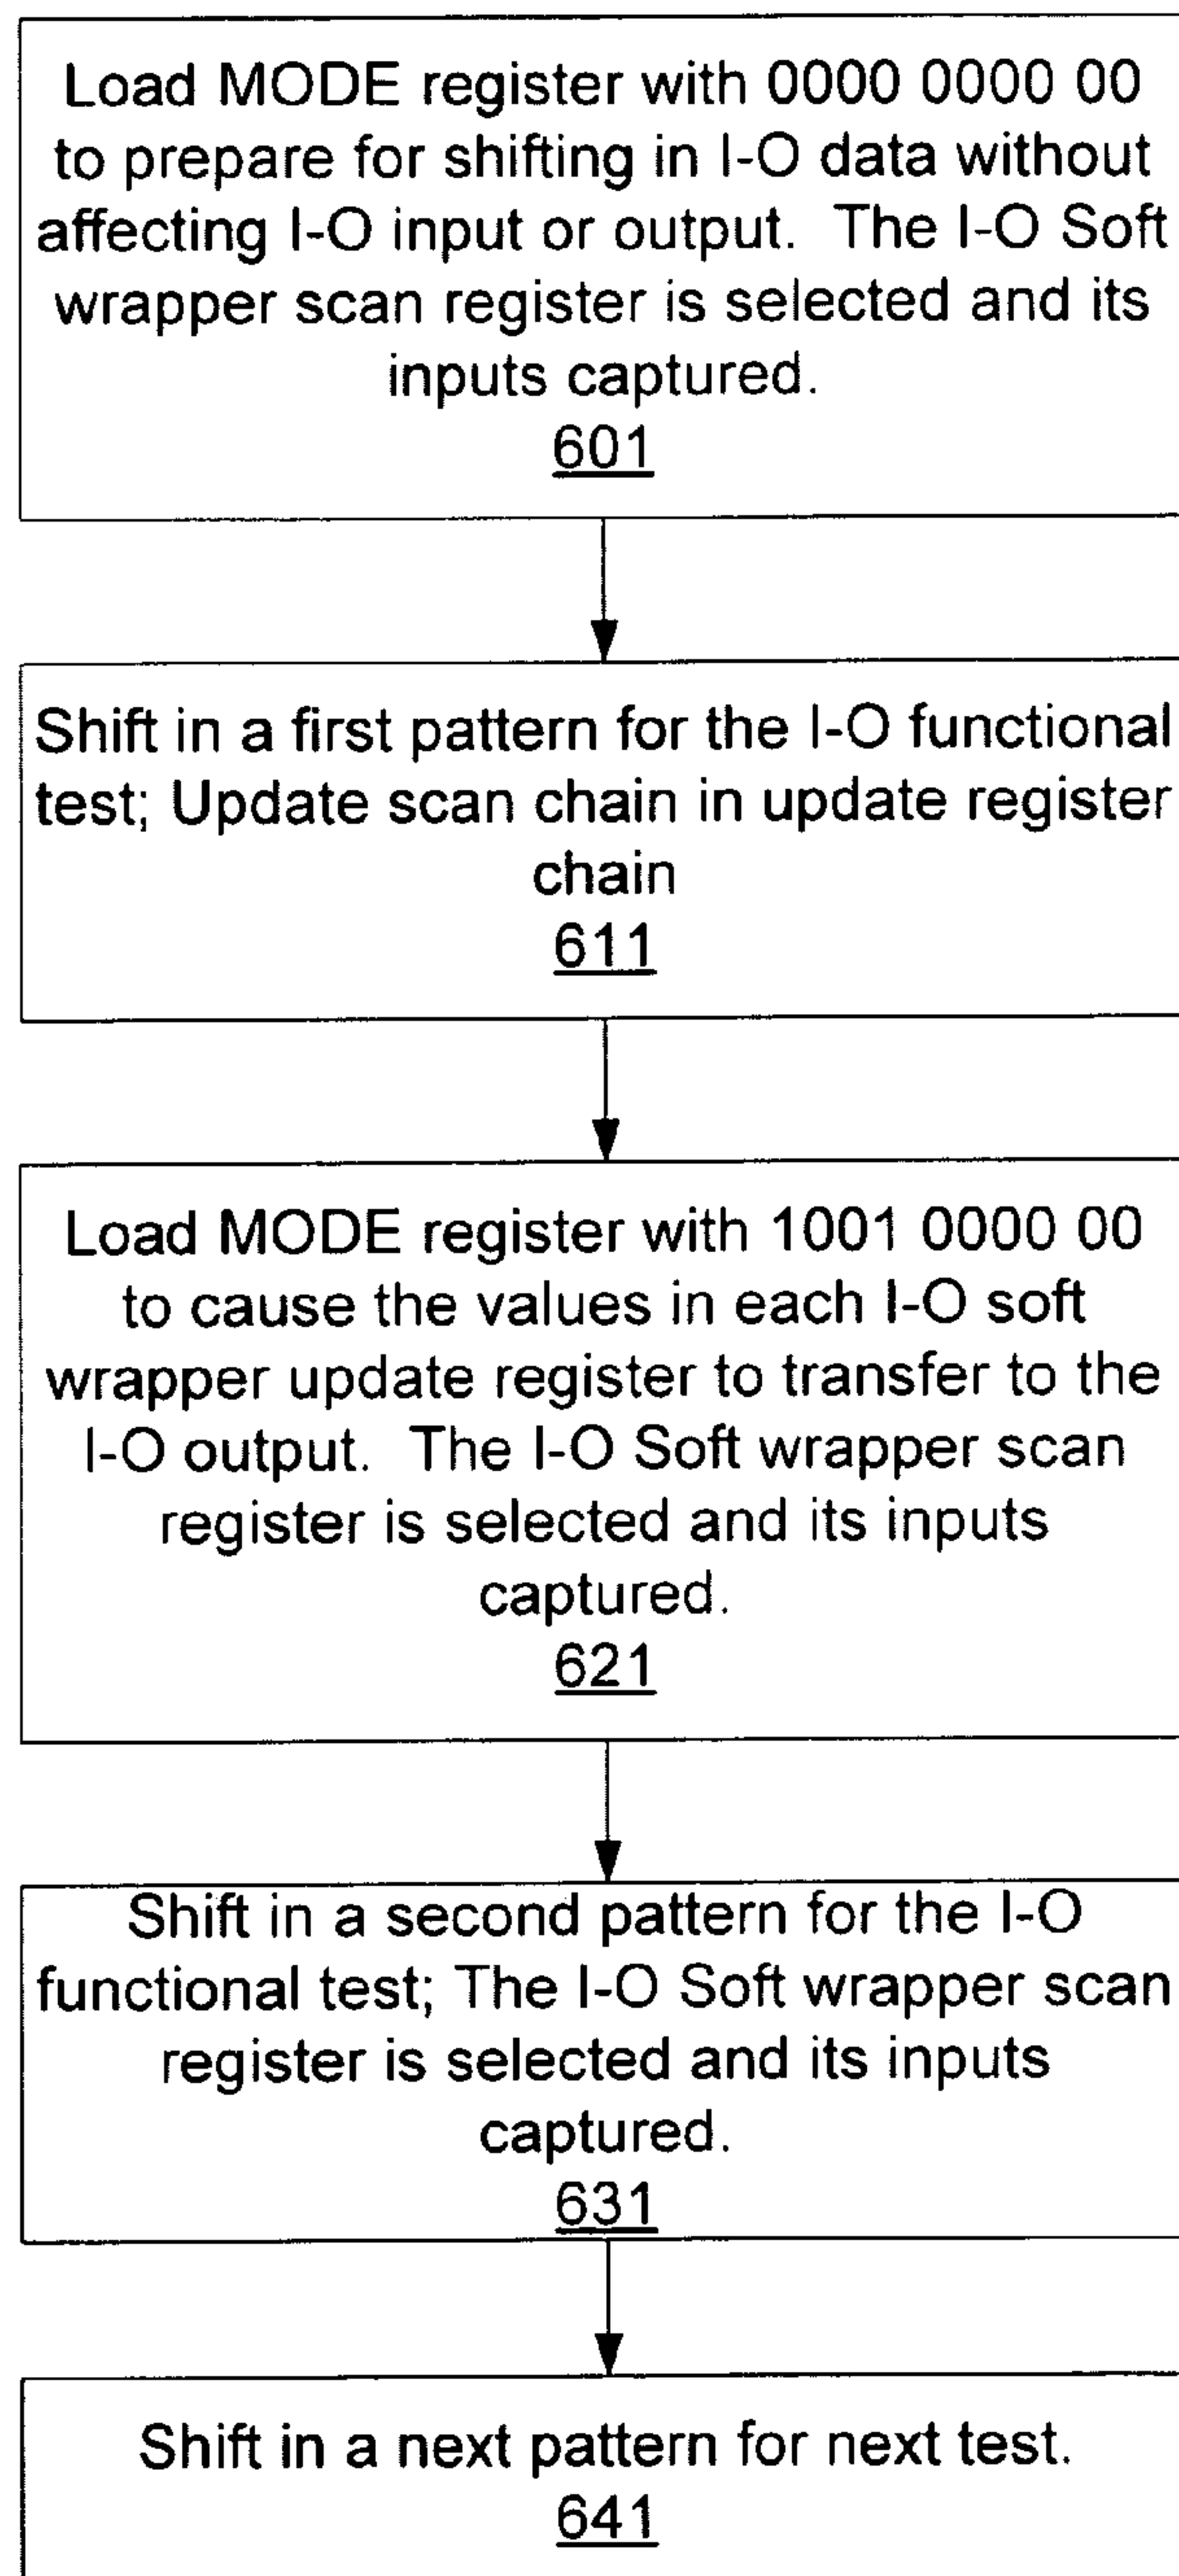 Load MODE register with 0000 0000 00
to prepare for shifting in I-O data without
affecting I-O input or output. The I-O Soft
wrapper scan register is selected and its
inputs captured.
601
Shift in a first pattern for the I-O functional
test; Update scan chain in update register
chain
611
Load MODE register with 1001 0000 00
to cause the values in each I-O soft
wrapper update register to transfer to the
I-O output. The I-O Soft wrapper scan
register is selected and its inputs
captured.
621
Shift in a second pattern for the I-O
functional test; The I-O Soft wrapper scan
register is selected and its inputs
captured.
631
Shift in a next pattern for next test.
641